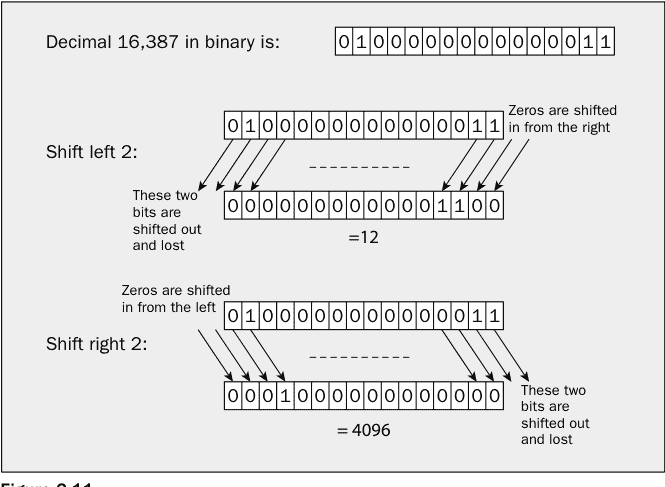 Decimal 16,387 in binary is:
0100000000000011
Zeros are shifted
in from the right
0100000000000011
Shift left 2:
These two
bits are
shifted out
and lost
0000000000001100
=12
Zeros are shifted
in from the left
0100000000000011
Shift right 2:
0001000000000000
These two
bits are
shifted out
and lost
= 4096